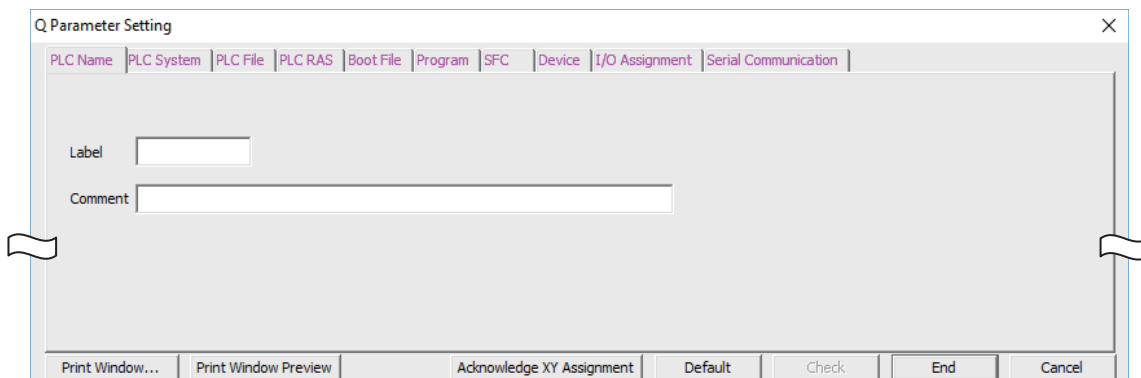 Q Parameter Setting
PLC Name PLC System PLC File PLC RAS Boot File Program SFC Device I/O Assignment Serial Communication
Label
Comment
Print Window... Print Window Preview Acknowledge XY Assignment Default Check End Cancel